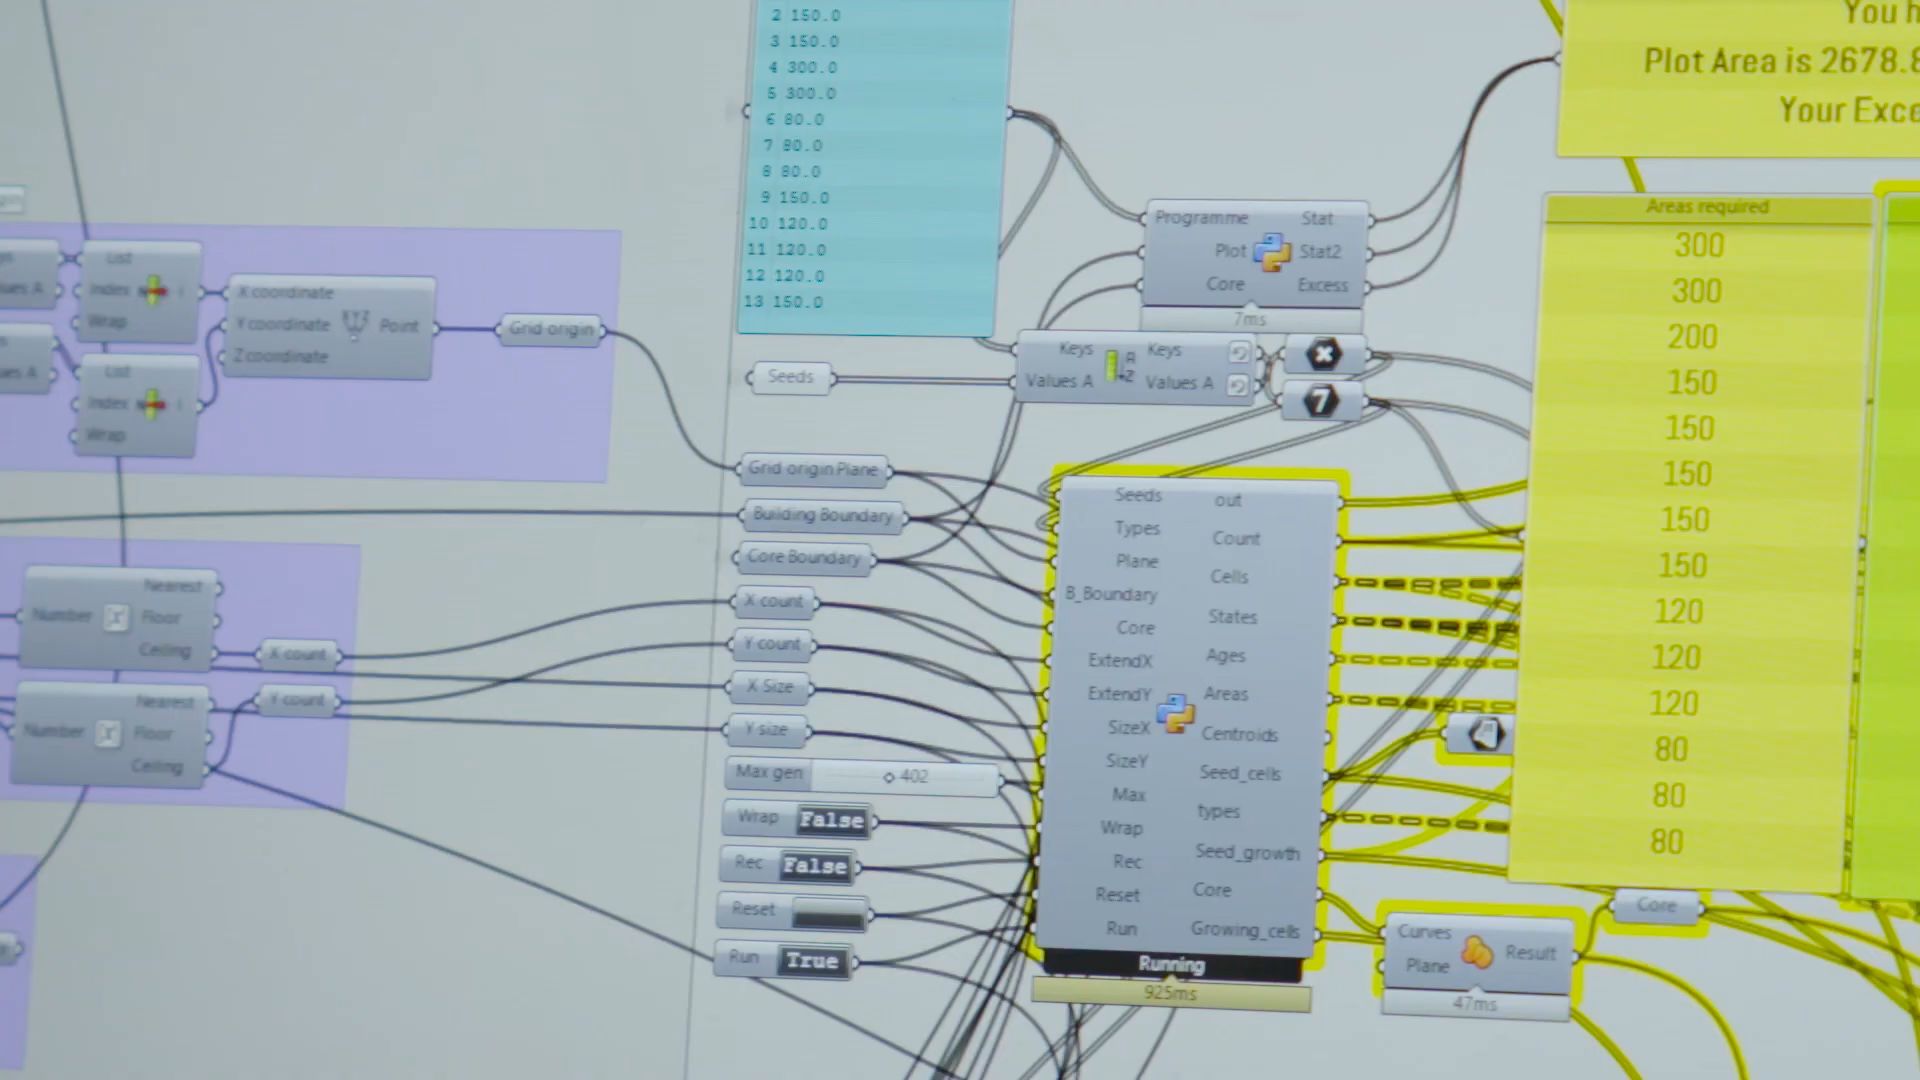 2 150.0
3 150.0
4 300.0
5 300.0
6 80.0
7 80.0
8 80.0
9 150.0
10 120.0
11 120.0
12 120.0
13 150.0
You h
Plot Area is 2678.8
Your Exce
Areas required
300
300
200
150
150
150
150
150
120
120
120
80
80
80
Programme
Plot
Core
Stat
Stat2
Excess
7ms
List
Index
i
Wrap
List
Index
i
Wrap
X coordinate
Y coordinate
Z coordinate
Point
Grid origin
Seeds
Keys
Values A
Keys
Values A
7
Grid origin Plane
Building Boundary
Core Boundary
X count
Y count
X Size
Y size
Max gen
402
Wrap
False
Rec
False
Reset
Run
True
Number
Nearest
Floor
Ceiling
X count
Number
Nearest
Floor
Ceiling
Y count
Seeds
Types
Plane
B_Boundary
Core
ExtendX
ExtendY
SizeX
SizeY
Max
Wrap
Rec
Reset
Run
out
Count
Cells
States
Ages
Areas
Centroids
Seed_cells
types
Seed_growth
Core
Growing_cells
Running
925ms
Curves
Plane
Result
47ms
Core